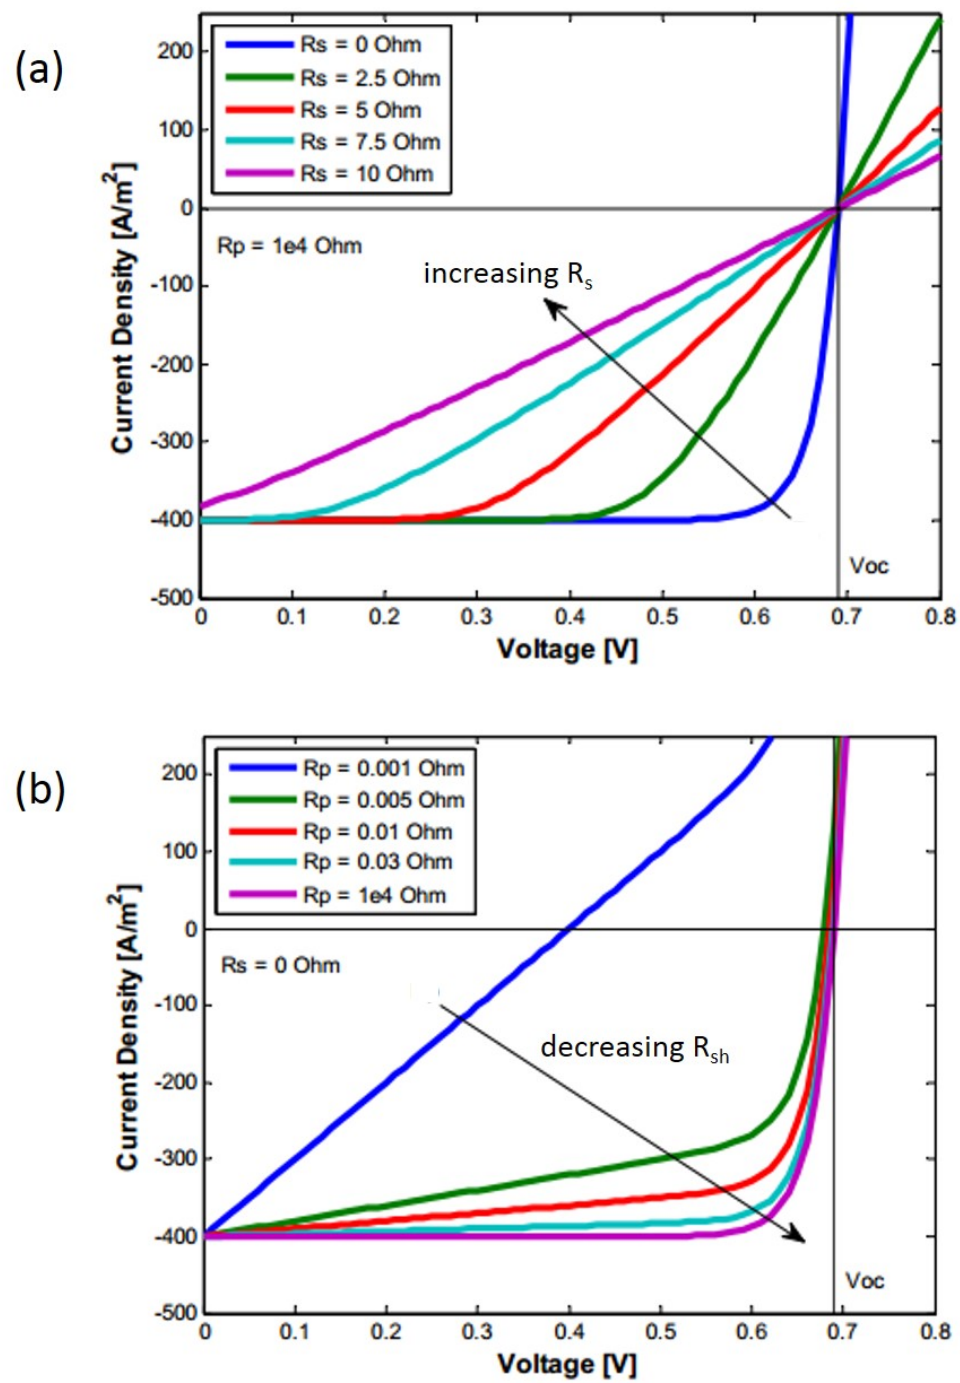 (a)
Rs = 0 Ohm
Rs = 2.5 Ohm
Rs = 5 Ohm
Rs = 7.5 Ohm
Rs = 10 Ohm
200
100
0
-100
-200
-300
-400
-500
Current Density [A/m²]
Rp = 1e4 Ohm
increasing Rs
Voc
0 0.1 0.2 0.3 0.4 0.5 0.6 0.7 0.8
Voltage [V]
(b)
Rp = 0.001 Ohm
Rp = 0.005 Ohm
Rp = 0.01 Ohm
Rp = 0.03 Ohm
Rp = 1e4 Ohm
200
100
0
-100
-200
-300
-400
-500
Current Density [A/m²]
Rs = 0 Ohm
decreasing Rsh
Voc
0 0.1 0.2 0.3 0.4 0.5 0.6 0.7 0.8
Voltage [V]